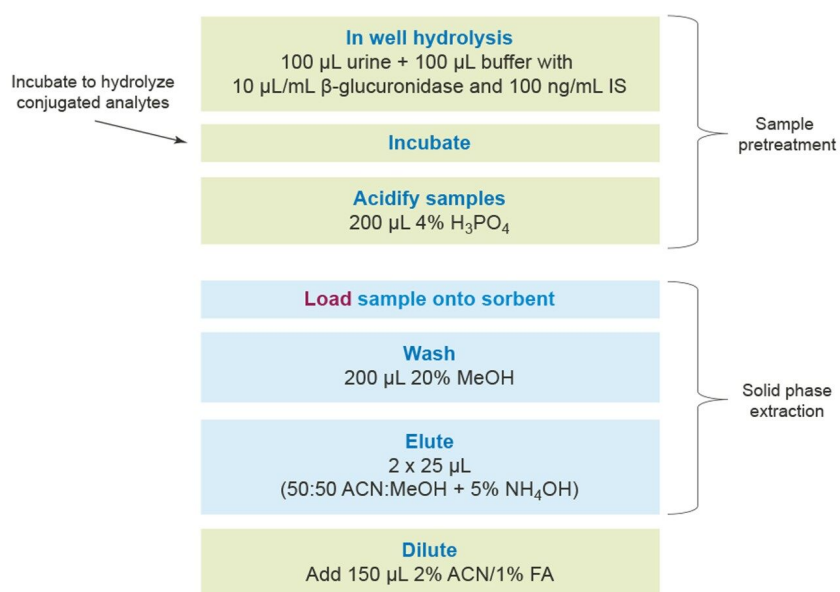 In well hydrolysis
100 µL urine + 100 µL buffer with
10 µL/mL β-glucuronidase and 100 ng/mL IS
Incubate to hydrolyze
conjugated analytes
Incubate
Sample
pretreatment
Acidify samples
200 µL 4% H₃PO₄
Load sample onto sorbent
Wash
200 µL 20% MeOH
Solid phase
extraction
Elute
2 x 25 µL
(50:50 ACN:MeOH + 5% NH₄OH)
Dilute
Add 150 µL 2% ACN/1% FA